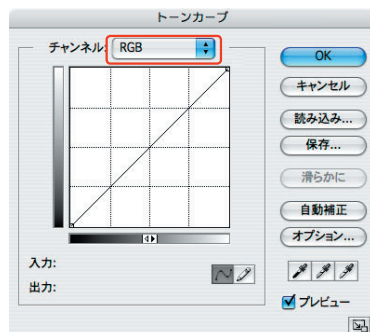 トーンカーブ
チャンネル: RGB
OK
キャンセル
読み込み...
保存...
滑らかに
自動補正
オプション...
入力:
出力:
プレビュー